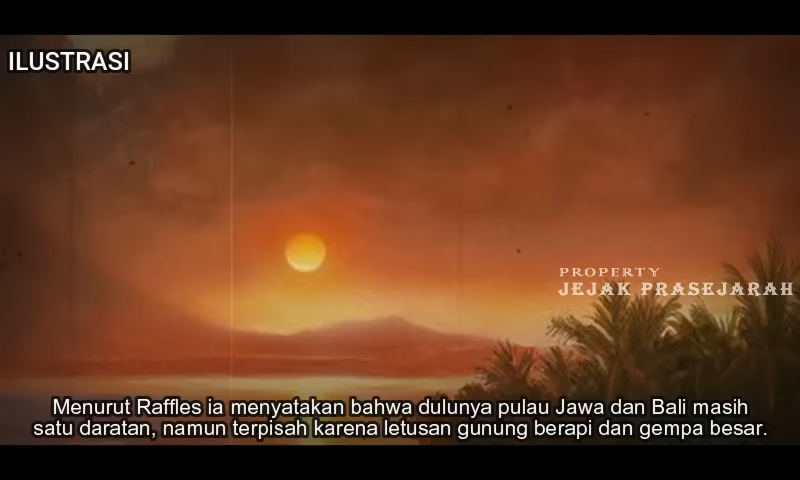 ILUSTRASI
PROPERTY
JEJAK PRASEJARAH
Menurut Raffles ia menyatakan bahwa dulunya pulau Jawa dan Bali masih
satu daratan, namun terpisah karena letusan gunung berapi dan gempa besar.